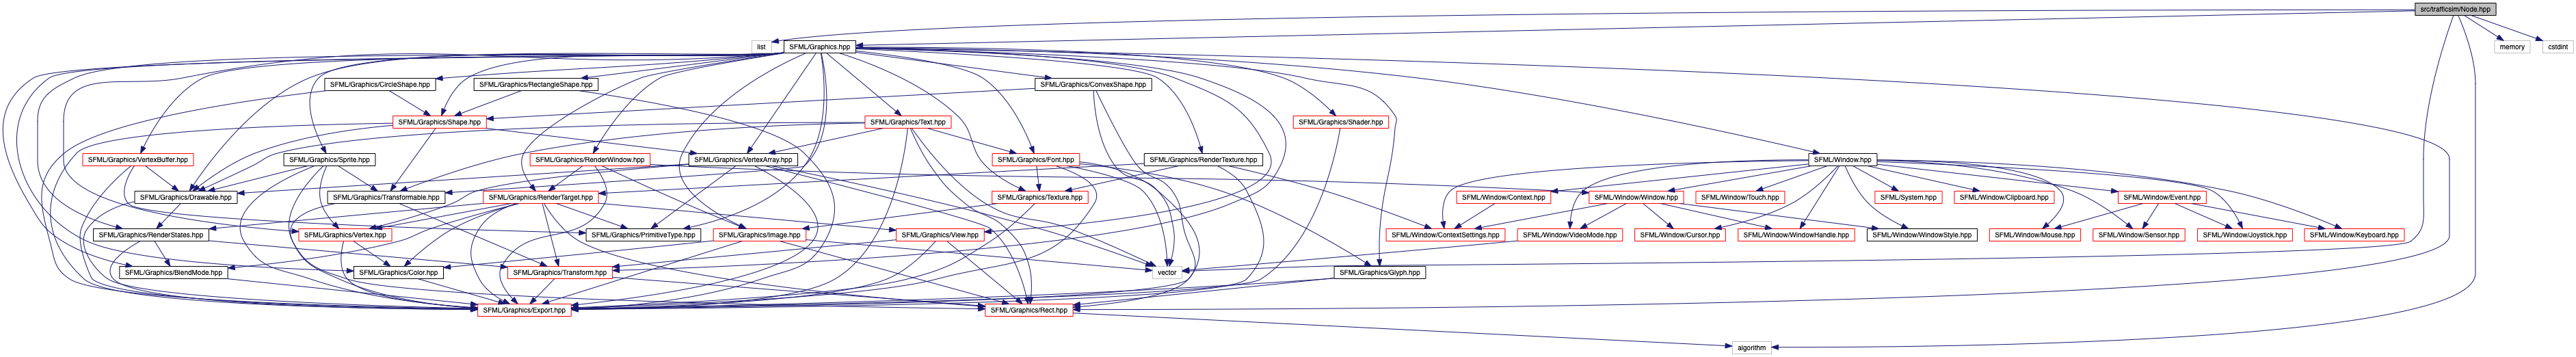 src/trafficsim/Node.hpp
list
SFML/Graphics.hpp
memory
cstdint
SFML/Graphics/CircleShape.hpp
SFML/Graphics/RectangleShape.hpp
SFML/Graphics/ConvexShape.hpp
SFML/Graphics/Shape.hpp
SFML/Graphics/Text.hpp
SFML/Graphics/Shader.hpp
SFML/Graphics/VertexBuffer.hpp
SFML/Graphics/Sprite.hpp
SFML/Graphics/RenderWindow.hpp
SFML/Graphics/VertexArray.hpp
SFML/Graphics/Font.hpp
SFML/Graphics/RenderTexture.hpp
SFML/Window.hpp
SFML/Graphics/Drawable.hpp
SFML/Graphics/Transformable.hpp
SFML/Graphics/RenderTarget.hpp
SFML/Graphics/Texture.hpp
SFML/Window/Context.hpp
SFML/Window/Window.hpp
SFML/Window/Touch.hpp
SFML/System.hpp
SFML/Window/Clipboard.hpp
SFML/Window/Event.hpp
SFML/Graphics/RenderStates.hpp
SFML/Graphics/Vertex.hpp
SFML/Graphics/PrimitiveType.hpp
SFML/Graphics/Image.hpp
SFML/Graphics/View.hpp
SFML/Window/ContextSettings.hpp
SFML/Window/VideoMode.hpp
SFML/Window/Cursor.hpp
SFML/Window/WindowHandle.hpp
SFML/Window/WindowStyle.hpp
SFML/Window/Mouse.hpp
SFML/Window/Sensor.hpp
SFML/Window/Joystick.hpp
SFML/Window/Keyboard.hpp
SFML/Graphics/BlendMode.hpp
SFML/Graphics/Color.hpp
SFML/Graphics/Transform.hpp
vector
SFML/Graphics/Glyph.hpp
SFML/Graphics/Export.hpp
SFML/Graphics/Rect.hpp
algorithm